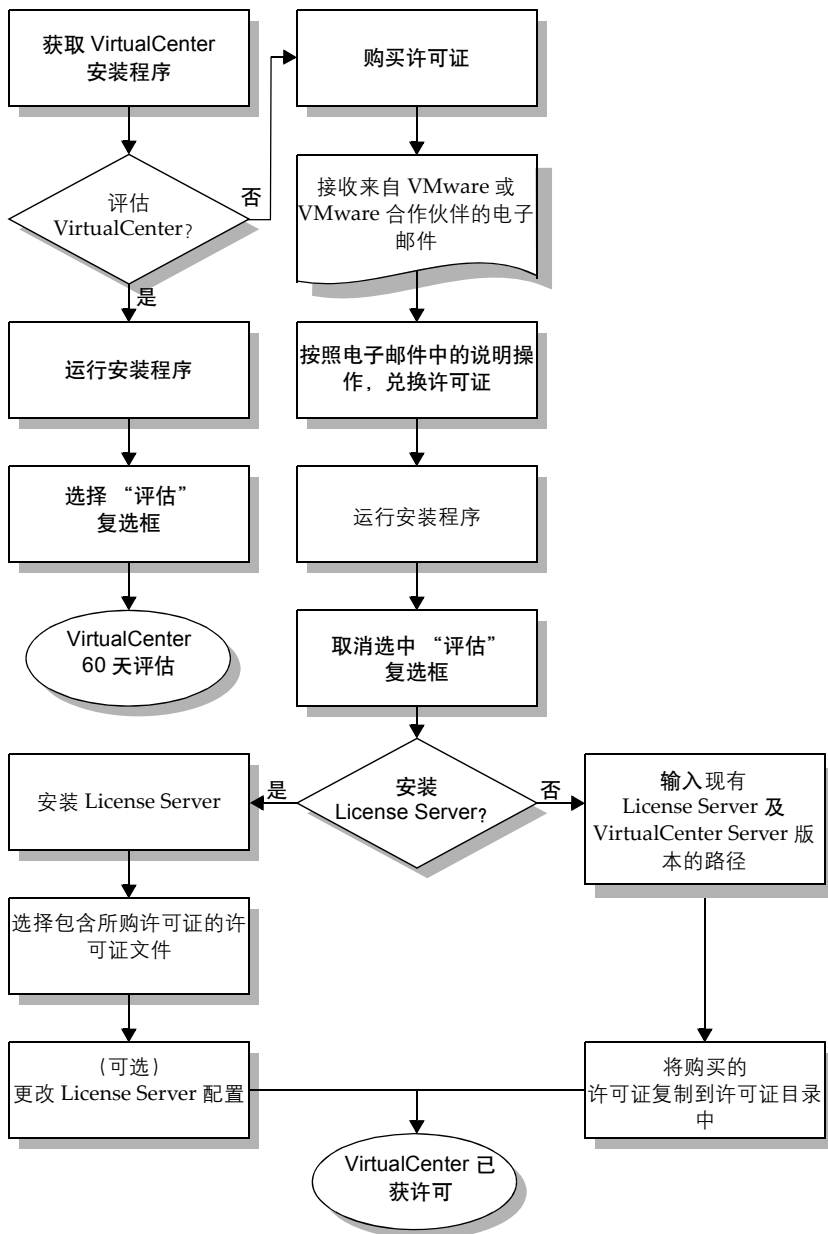 获取 VirtualCenter
安装程序
购买许可证
评估
VirtualCenter？
否
接收来自 VMware 或
VMware 合作伙伴的电子
邮件
是
运行安装程序
按照电子邮件中的说明操
作，兑换许可证
选择 “评估”
复选框
运行安装程序
VirtualCenter
60 天评估
取消选中 “评估”
复选框
安装 License Server
是
安装
License Server？
否
输入现有
License Server 及
VirtualCenter Server 版
本的路径
选择包含所购许可证的许
可证文件
（可选）
更改 License Server 配置
将购买的
许可证复制到许可证目录
中
VirtualCenter 已
获许可